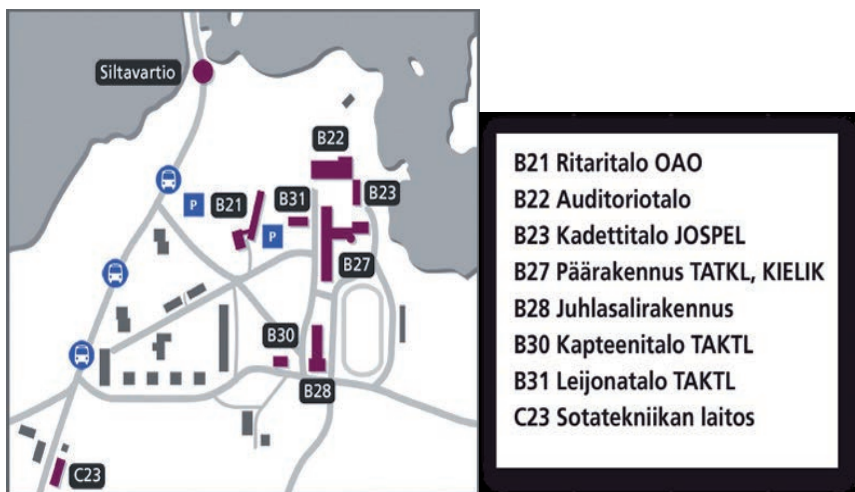 Siltavartio
B22
P
B21
B31
B23
P
B27
B30
B28
C23
B21 Ritaritalo OAO
B22 Auditoriotalo
B23 Kadettitalo JOSPEL
B27 Päärakennus TATKL, KIELIK
B28 Juhlasalirakennus
B30 Kapteenitalo TAKTL
B31 Leijonatalo TAKTL
C23 Sotatekniikan laitos